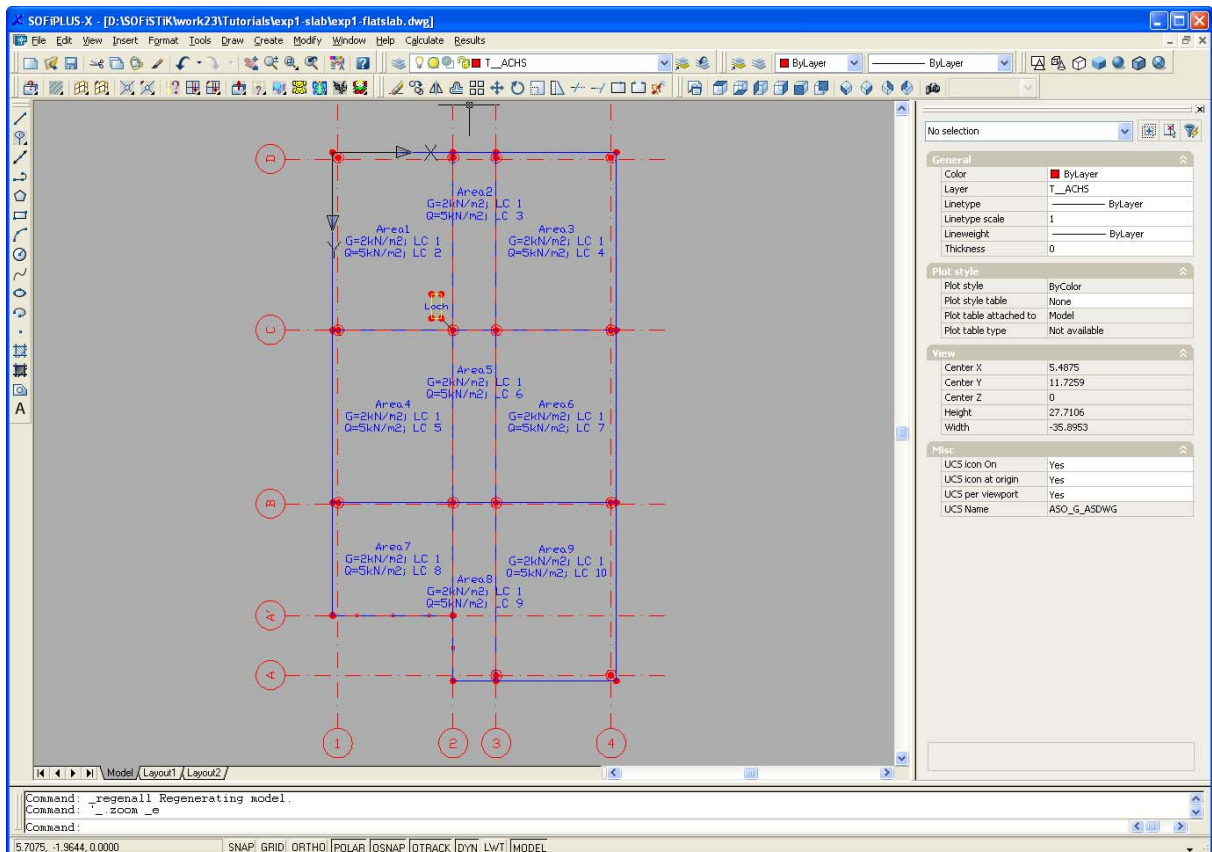 SOFiPLUS-X - [D:\SOFiSTiK\work23\Tutorials\exp1-slab\exp1-flatslab.dwg]
File Edit View Insert Format Tools Draw Create Modify Window Help Calculate Results
T__ACHS ByLayer ByLayer
No selection
General
Color ByLayer
Layer T__ACHS
Linetype ByLayer
Linetype scale 1
Lineweight ByLayer
Thickness 0
Plot style
Plot style ByColor
Plot style table None
Plot table attached to Model
Plot table type Not available
View
Center X 5.4875
Center Y 11.7259
Center Z 0
Height 27.7106
Width -35.8953
Misc
UCS icon On Yes
UCS icon at origin Yes
UCS per viewport Yes
UCS Name ASO_G_ASDWG
D
X
Y
Area1
G=2kN/m2; LC 1
Q=5kN/m2; LC 2
Area2
G=2kN/m2; LC 1
Q=5kN/m2; LC 3
Area3
G=2kN/m2; LC 1
Q=5kN/m2; LC 4
Loch
C
Area4
G=2kN/m2; LC 1
Q=5kN/m2; LC 5
Area5
G=2kN/m2; LC 1
Q=5kN/m2; LC 6
Area6
G=2kN/m2; LC 1
Q=5kN/m2; LC 7
B
Area7
G=2kN/m2; LC 1
Q=5kN/m2; LC 8
Area8
G=2kN/m2; LC 1
Q=5kN/m2; LC 9
Area9
G=2kN/m2; LC 1
Q=5kN/m2; LC 10
A'
A
1 2 3 4
Model Layout1 Layout2
Command: _regenall Regenerating model.
Command: '_.zoom _e
Command:
5.7075, -1.9644, 0.0000 SNAP GRID ORTHO POLAR OSNAP OTRACK DYN LWT MODEL
A